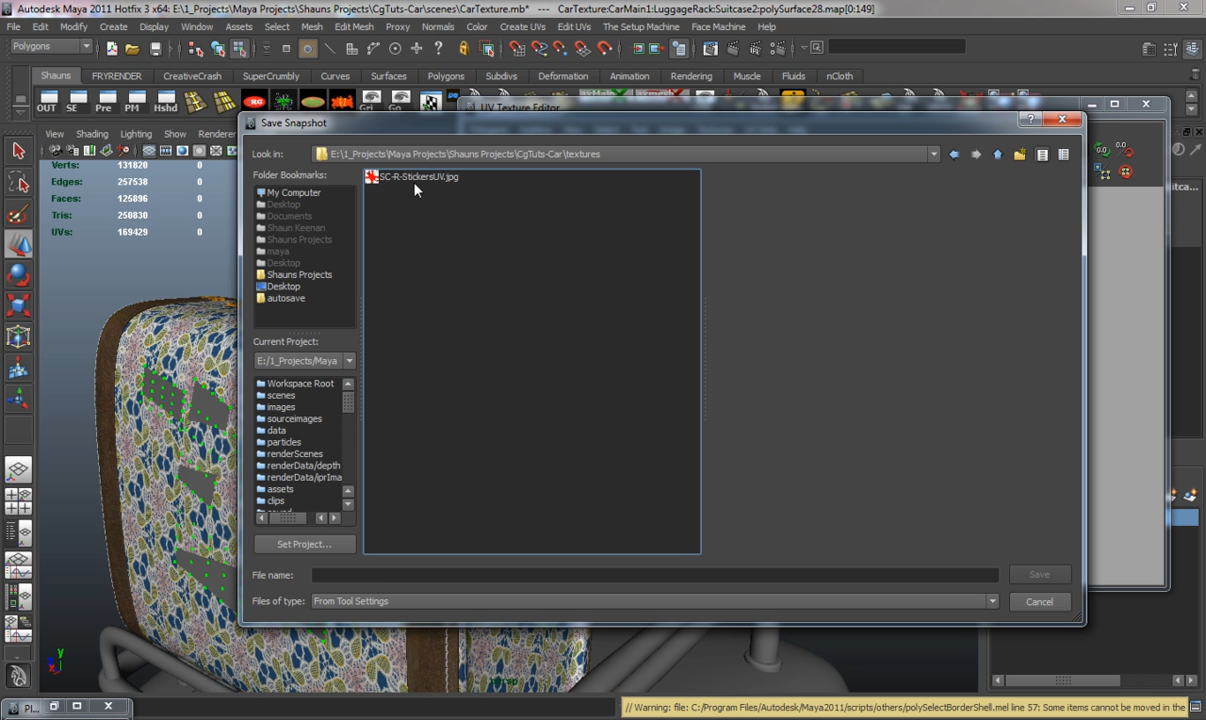 Autodesk Maya 2011 Hotfix 3 x64: E:\1_Projects\Maya Projects\Shauns Projects\CgTuts-Car\scenes\CarTexture.mb* --- CarTexture:CarMain1:LuggageRack:Suitcase2:polySurface28.map[0:149]
File Edit Modify Create Display Window Assets Select Mesh Edit Mesh Proxy Normals Color Create UVs Edit UVs The Setup Machine Face Machine Help
Polygons
Shauns FRYRENDER CreativeCrash SuperCrumbly Curves Surfaces Polygons Subdivs Deformation Animation Rendering Muscle Fluids nCloth
OUT SE Pre PM Hshd Gri Go
UV Texture Editor
View Shading Lighting Show Renderer
Save Snapshot
Look in: E:\1_Projects\Maya Projects\Shauns Projects\CgTuts-Car\textures
Verts: 131820 0
Edges: 257538 0
Faces: 125896 0
Tris: 250830 0
UVs: 169429 0
Folder Bookmarks:
My Computer
Desktop
Documents
Shaun Keenan
Shauns Projects
maya
Desktop
Shauns Projects
Desktop
autosave
SC-R-StickersUV.jpg
Current Project:
E:/1_Projects/Maya
Workspace Root
scenes
images
sourceimages
data
particles
renderScenes
renderData/depth
renderData/iprIma
assets
clips
Set Project...
File name:
Save
Files of type: From Tool Settings
Cancel
persp
// Warning: file: C:/Program Files/Autodesk/Maya2011/scripts/others/polySelectBorderShell.mel line 57: Some items cannot be moved in the